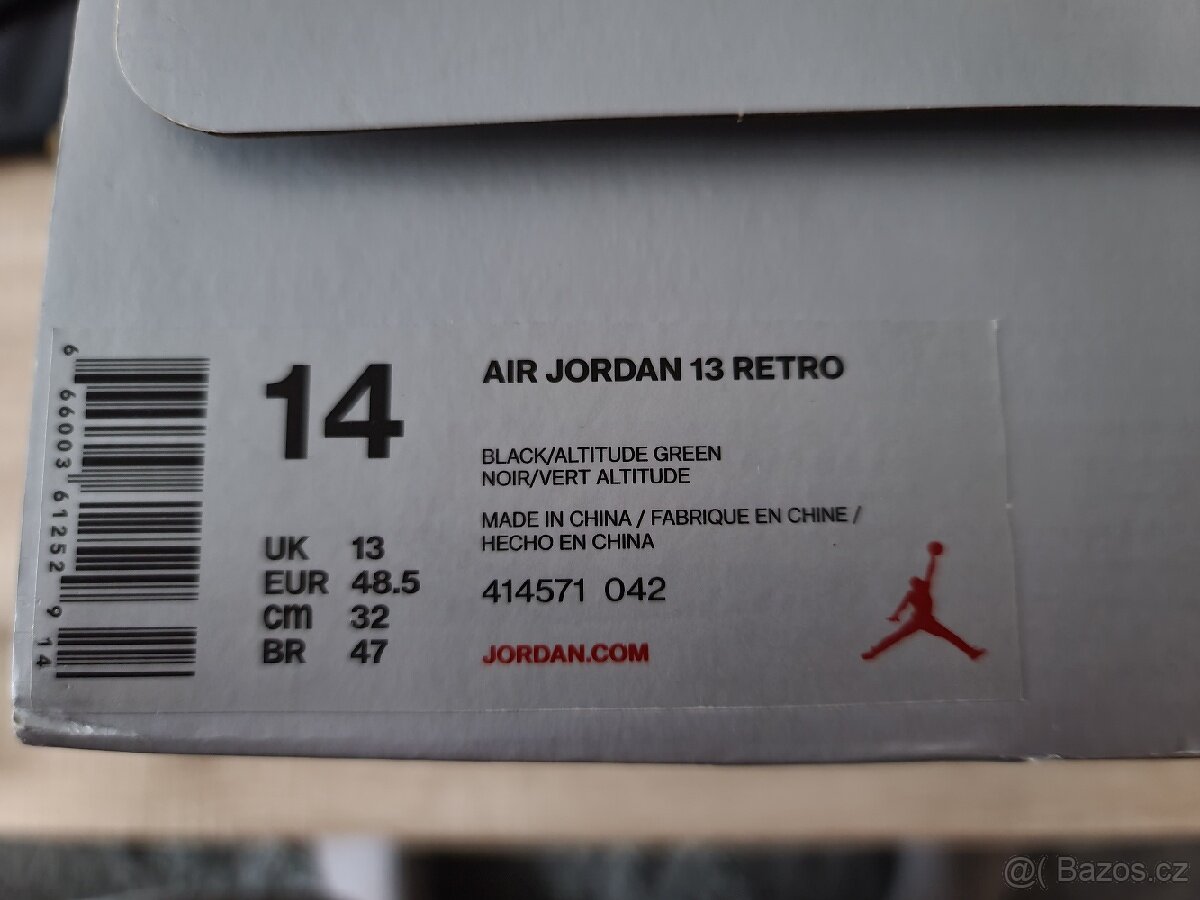 6 66003 61252 9 14
14
UK 13
EUR 48.5
cm 32
BR 47
AIR JORDAN 13 RETRO
BLACK/ALTITUDE GREEN
NOIR/VERT ALTITUDE
MADE IN CHINA / FABRIQUE EN CHINE /
HECHO EN CHINA
414571 042
JORDAN.COM
@( Bazos.cz